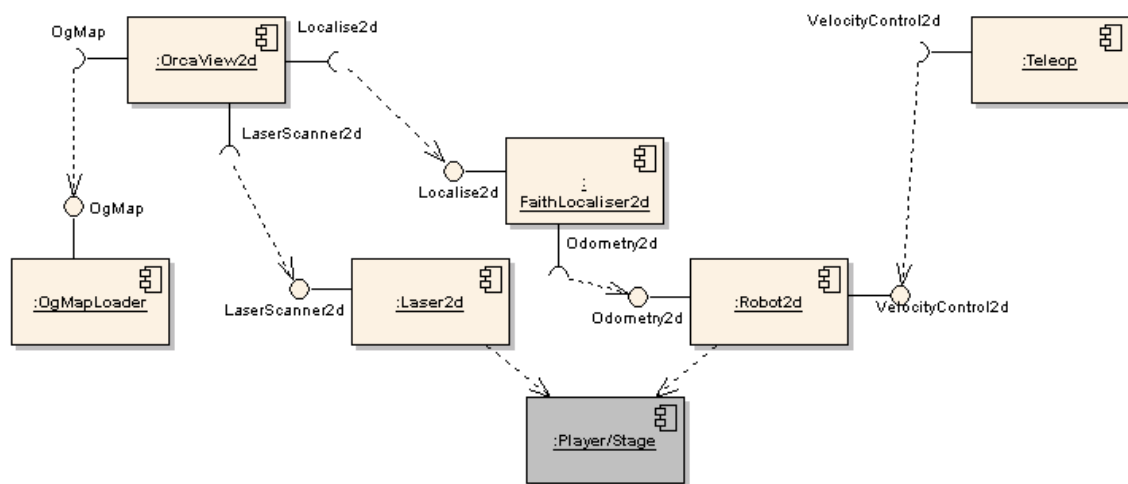 OgMap
Localise2d
VelocityControl2d
:OrcaView2d
:Teleop
LaserScanner2d
:
FaithLocaliser2d
Localise2d
OgMap
Odometry2d
:OgMapLoader
:Laser2d
:Robot2d
LaserScanner2d
Odometry2d
VelocityControl2d
:Player/Stage